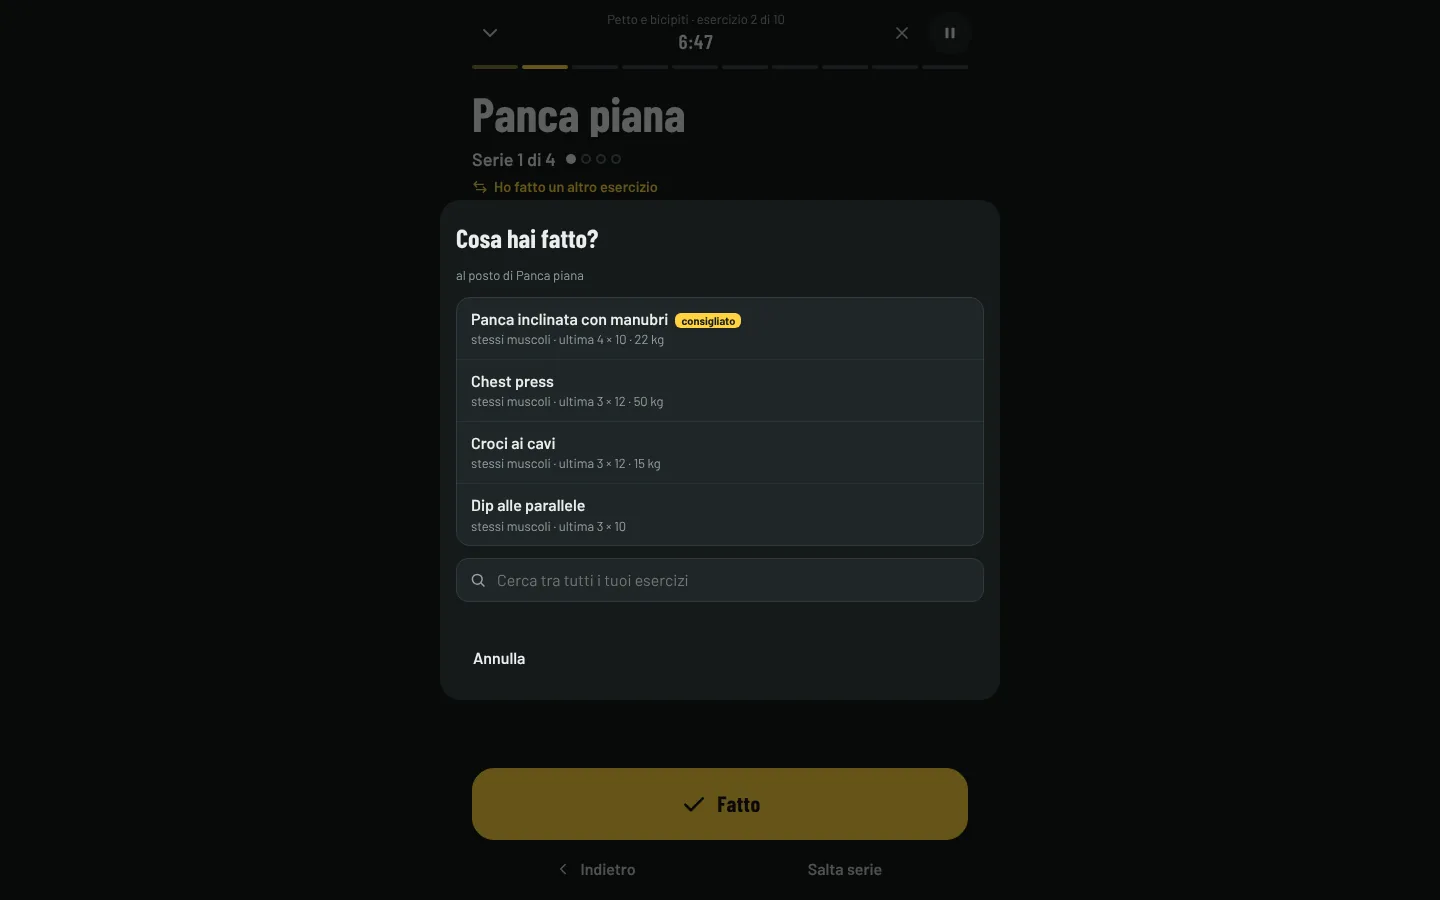 Petto e bicipiti · esercizio 2 di 10
6:47
Panca piana
Serie 1 di 4
Ho fatto un altro esercizio
Cosa hai fatto?
al posto di Panca piana
Panca inclinata con manubri consigliato
stessi muscoli · ultima 4 × 10 · 22 kg
Chest press
stessi muscoli · ultima 3 × 12 · 50 kg
Croci ai cavi
stessi muscoli · ultima 3 × 12 · 15 kg
Dip alle parallele
stessi muscoli · ultima 3 × 10
Cerca tra tutti i tuoi esercizi
Annulla
Fatto
Indietro
Salta serie